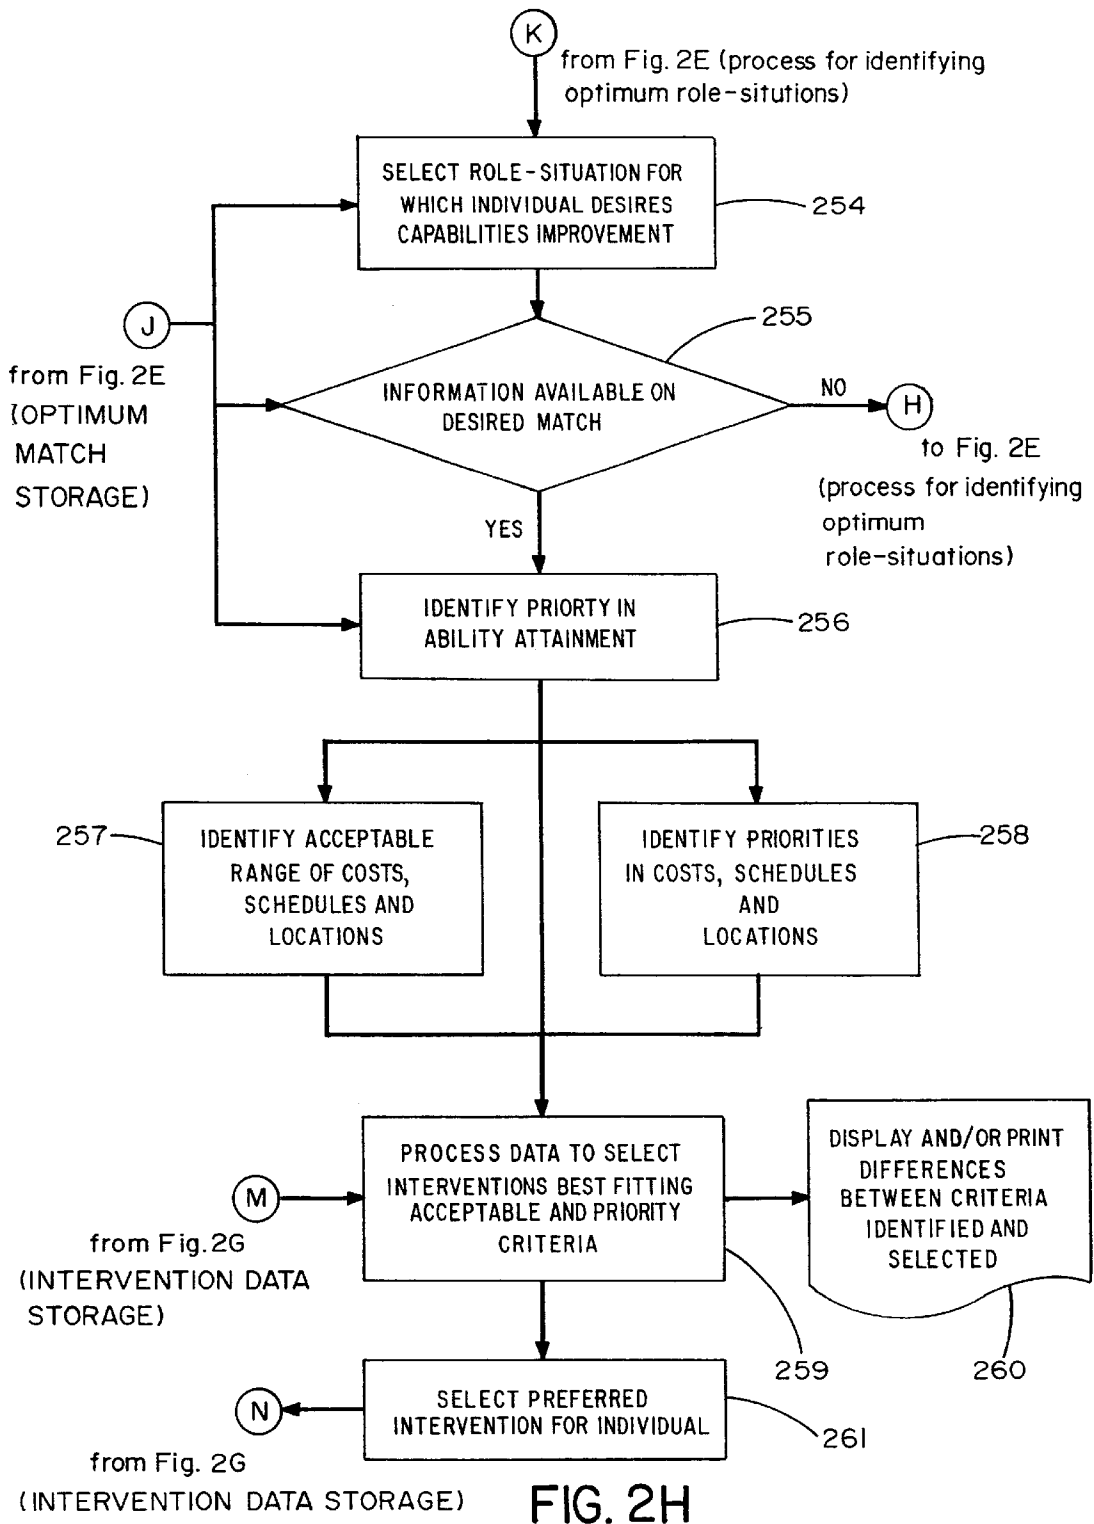 K
from Fig. 2E (process for identifying
optimum role-situtions)
SELECT ROLE-SITUATION FOR
WHICH INDIVIDUAL DESIRES
CAPABILITIES IMPROVEMENT
254
J
from Fig. 2E
(OPTIMUM
MATCH
STORAGE)
255
INFORMATION AVAILABLE ON
DESIRED MATCH
NO
H
to Fig. 2E
(process for identifying
optimum
role-situations)
YES
IDENTIFY PRIORTY IN
ABILITY ATTAINMENT
256
257
IDENTIFY ACCEPTABLE
RANGE OF COSTS,
SCHEDULES AND
LOCATIONS
IDENTIFY PRIORITIES
IN COSTS, SCHEDULES
AND
LOCATIONS
258
M
from Fig. 2G
(INTERVENTION DATA
STORAGE)
PROCESS DATA TO SELECT
INTERVENTIONS BEST FITTING
ACCEPTABLE AND PRIORITY
CRITERIA
259
DISPLAY AND/OR PRINT
DIFFERENCES
BETWEEN CRITERIA
IDENTIFIED AND
SELECTED
260
N
from Fig. 2G
(INTERVENTION DATA STORAGE)
SELECT PREFERRED
INTERVENTION FOR INDIVIDUAL
261
FIG. 2H